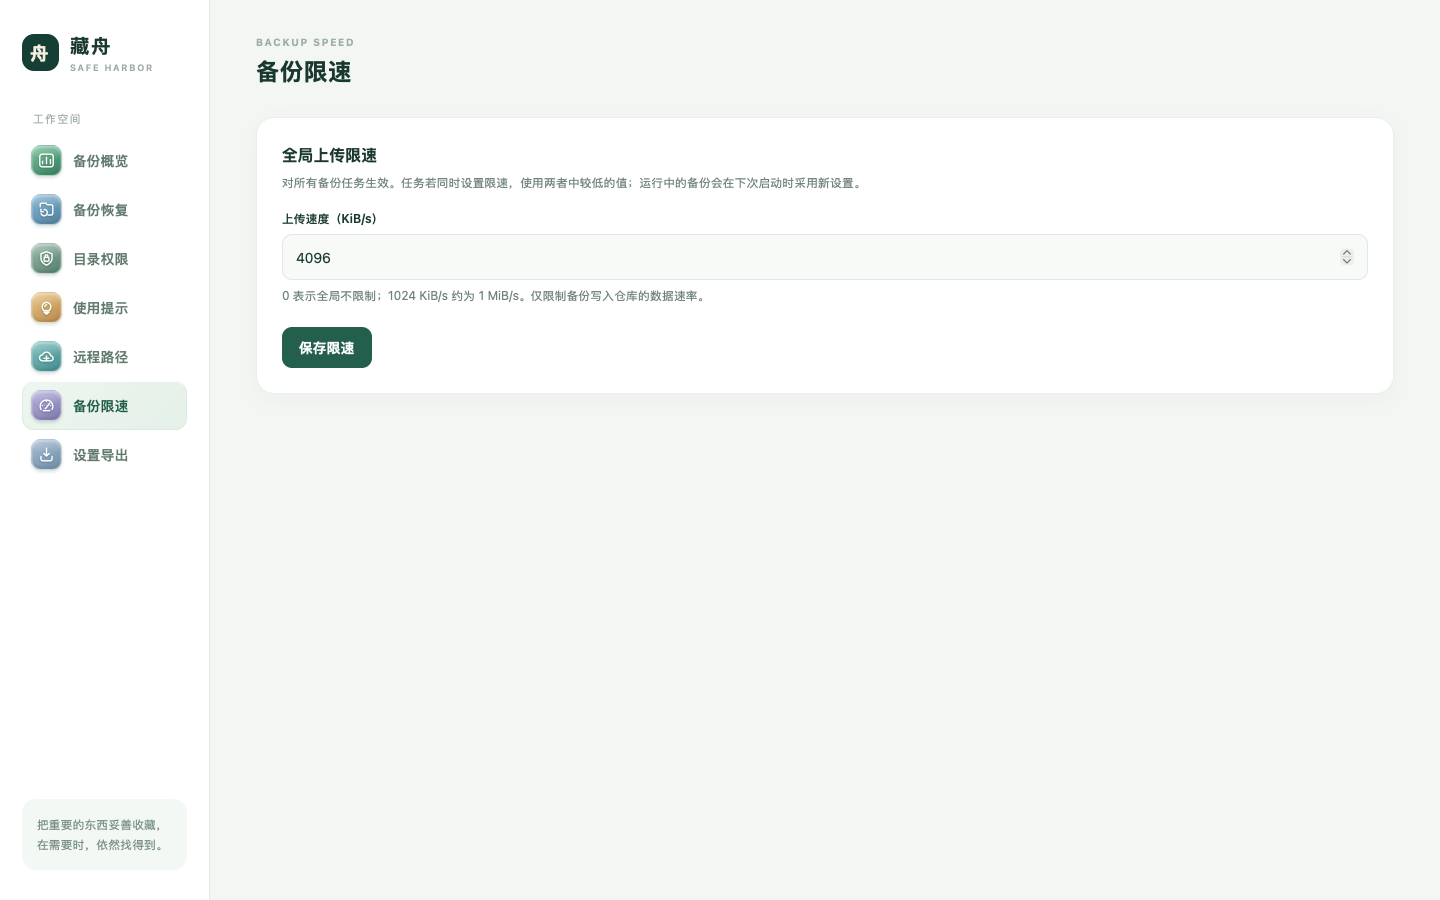 舟
藏舟
SAFE HARBOR
工作空间
备份概览
备份恢复
目录权限
使用提示
远程路径
备份限速
设置导出
把重要的东西妥善收藏，
在需要时，依然找得到。
BACKUP SPEED
备份限速
全局上传限速
对所有备份任务生效。任务若同时设置限速，使用两者中较低的值；运行中的备份会在下次启动时采用新设置。
上传速度（KiB/s）
4096
0 表示全局不限制；1024 KiB/s 约为 1 MiB/s。仅限制备份写入仓库的数据速率。
保存限速